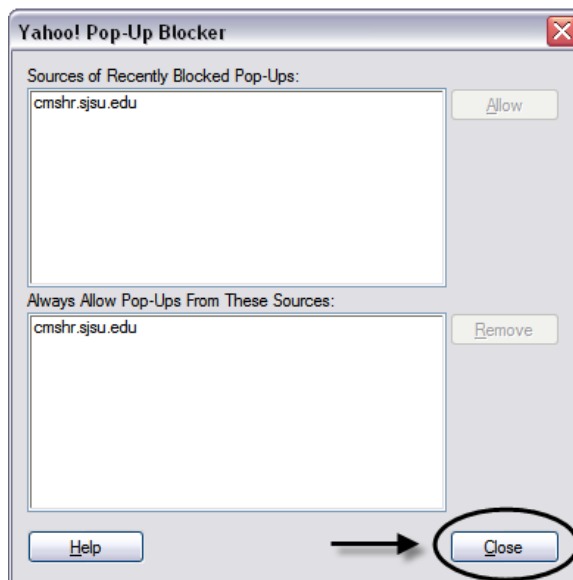 Yahoo! Pop-Up Blocker
Sources of Recently Blocked Pop-Ups:
cmshr.sjsu.edu
Allow
Always Allow Pop-Ups From These Sources:
cmshr.sjsu.edu
Remove
Help
Close